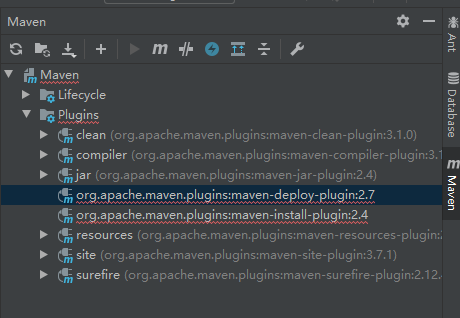 Maven
Maven
Lifecycle
Plugins
clean (org.apache.maven.plugins:maven-clean-plugin:3.1.0)
compiler (org.apache.maven.plugins:maven-compiler-plugin:3.1
jar (org.apache.maven.plugins:maven-jar-plugin:2.4)
org.apache.maven.plugins:maven-deploy-plugin:2.7
org.apache.maven.plugins:maven-install-plugin:2.4
resources (org.apache.maven.plugins:maven-resources-plugin:2
site (org.apache.maven.plugins:maven-site-plugin:3.7.1)
surefire (org.apache.maven.plugins:maven-surefire-plugin:2.12.
Ant
Database
m Maven